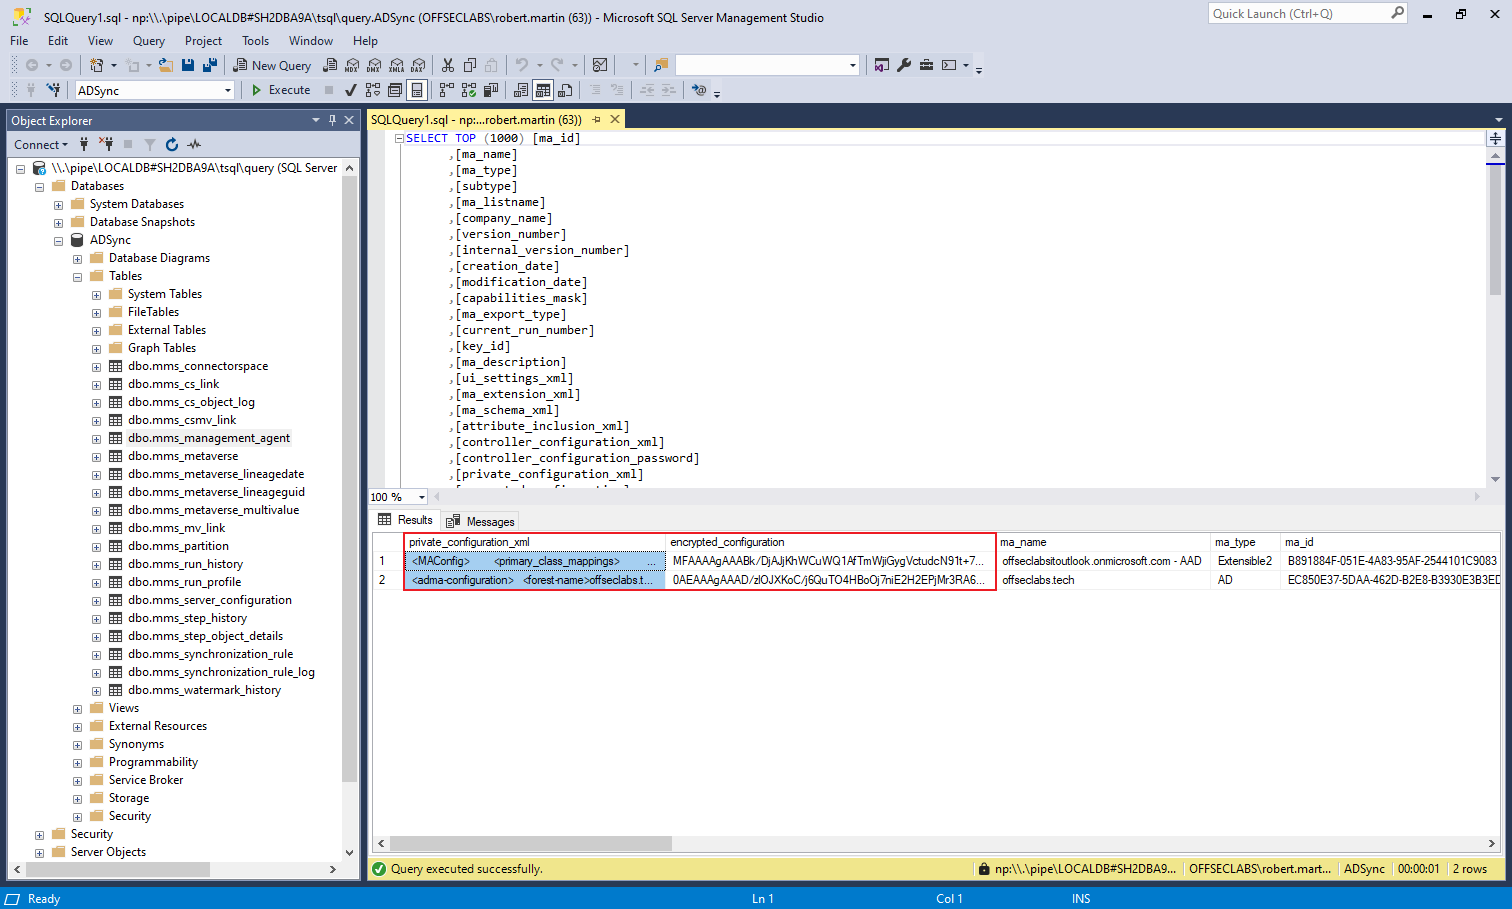 SQLQuery1.sql - np:\\.\pipe\LOCALDB#SH2DBA9A\tsql\query.ADSync (OFFSECLABS\robert.martin (63)) - Microsoft SQL Server Management Studio
Quick Launch (Ctrl+Q)
File Edit View Query Project Tools Window Help
New Query
MDX DMX XMLA DAX
ADSync
Execute
Object Explorer
Connect
\\.\pipe\LOCALDB#SH2DBA9A\tsql\query (SQL Server
Databases
System Databases
Database Snapshots
ADSync
Database Diagrams
Tables
System Tables
FileTables
External Tables
Graph Tables
dbo.mms_connectorspace
dbo.mms_cs_link
dbo.mms_cs_object_log
dbo.mms_csmv_link
dbo.mms_management_agent
dbo.mms_metaverse
dbo.mms_metaverse_lineagedate
dbo.mms_metaverse_lineageguid
dbo.mms_metaverse_multivalue
dbo.mms_mv_link
dbo.mms_partition
dbo.mms_run_history
dbo.mms_run_profile
dbo.mms_server_configuration
dbo.mms_step_history
dbo.mms_step_object_details
dbo.mms_synchronization_rule
dbo.mms_synchronization_rule_log
dbo.mms_watermark_history
Views
External Resources
Synonyms
Programmability
Service Broker
Storage
Security
Security
Server Objects
SQLQuery1.sql - np:...robert.martin (63))
SELECT TOP (1000) [ma_id]
,[ma_name]
,[ma_type]
,[subtype]
,[ma_listname]
,[company_name]
,[version_number]
,[internal_version_number]
,[creation_date]
,[modification_date]
,[capabilities_mask]
,[ma_export_type]
,[current_run_number]
,[key_id]
,[ma_description]
,[ui_settings_xml]
,[ma_extension_xml]
,[ma_schema_xml]
,[attribute_inclusion_xml]
,[controller_configuration_xml]
,[controller_configuration_password]
,[private_configuration_xml]
100 %
Results Messages
private_configuration_xml encrypted_configuration ma_name ma_type ma_id
1 <MAConfig> <primary_class_mappings> ... MFAAAAgAAABk/DjAJjKhWCuWQ1AfTmWjiGygVctudcN91t+7... offseclabsitoutlook.onmicrosoft.com - AAD Extensible2 B891884F-051E-4A83-95AF-2544101C9083
2 <adma-configuration> <forest-name>offseclabs.t... 0AEAAAgAAAD/zlOJXKoC/j6QuTO4HBoOj7niE2H2EPjMr3RA6... offseclabs.tech AD EC850E37-5DAA-462D-B2E8-B3930E3B3ED
Query executed successfully.
np:\\.\pipe\LOCALDB#SH2DBA9... OFFSECLABS\robert.mart... ADSync 00:00:01 2 rows
Ready Ln 1 Col 1 INS